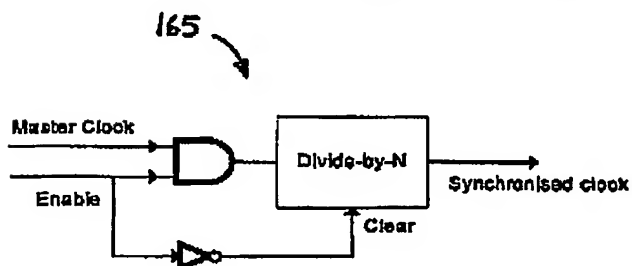 165
Master Clock
Divide-by-N
Synchronised clock
Enable
Clear